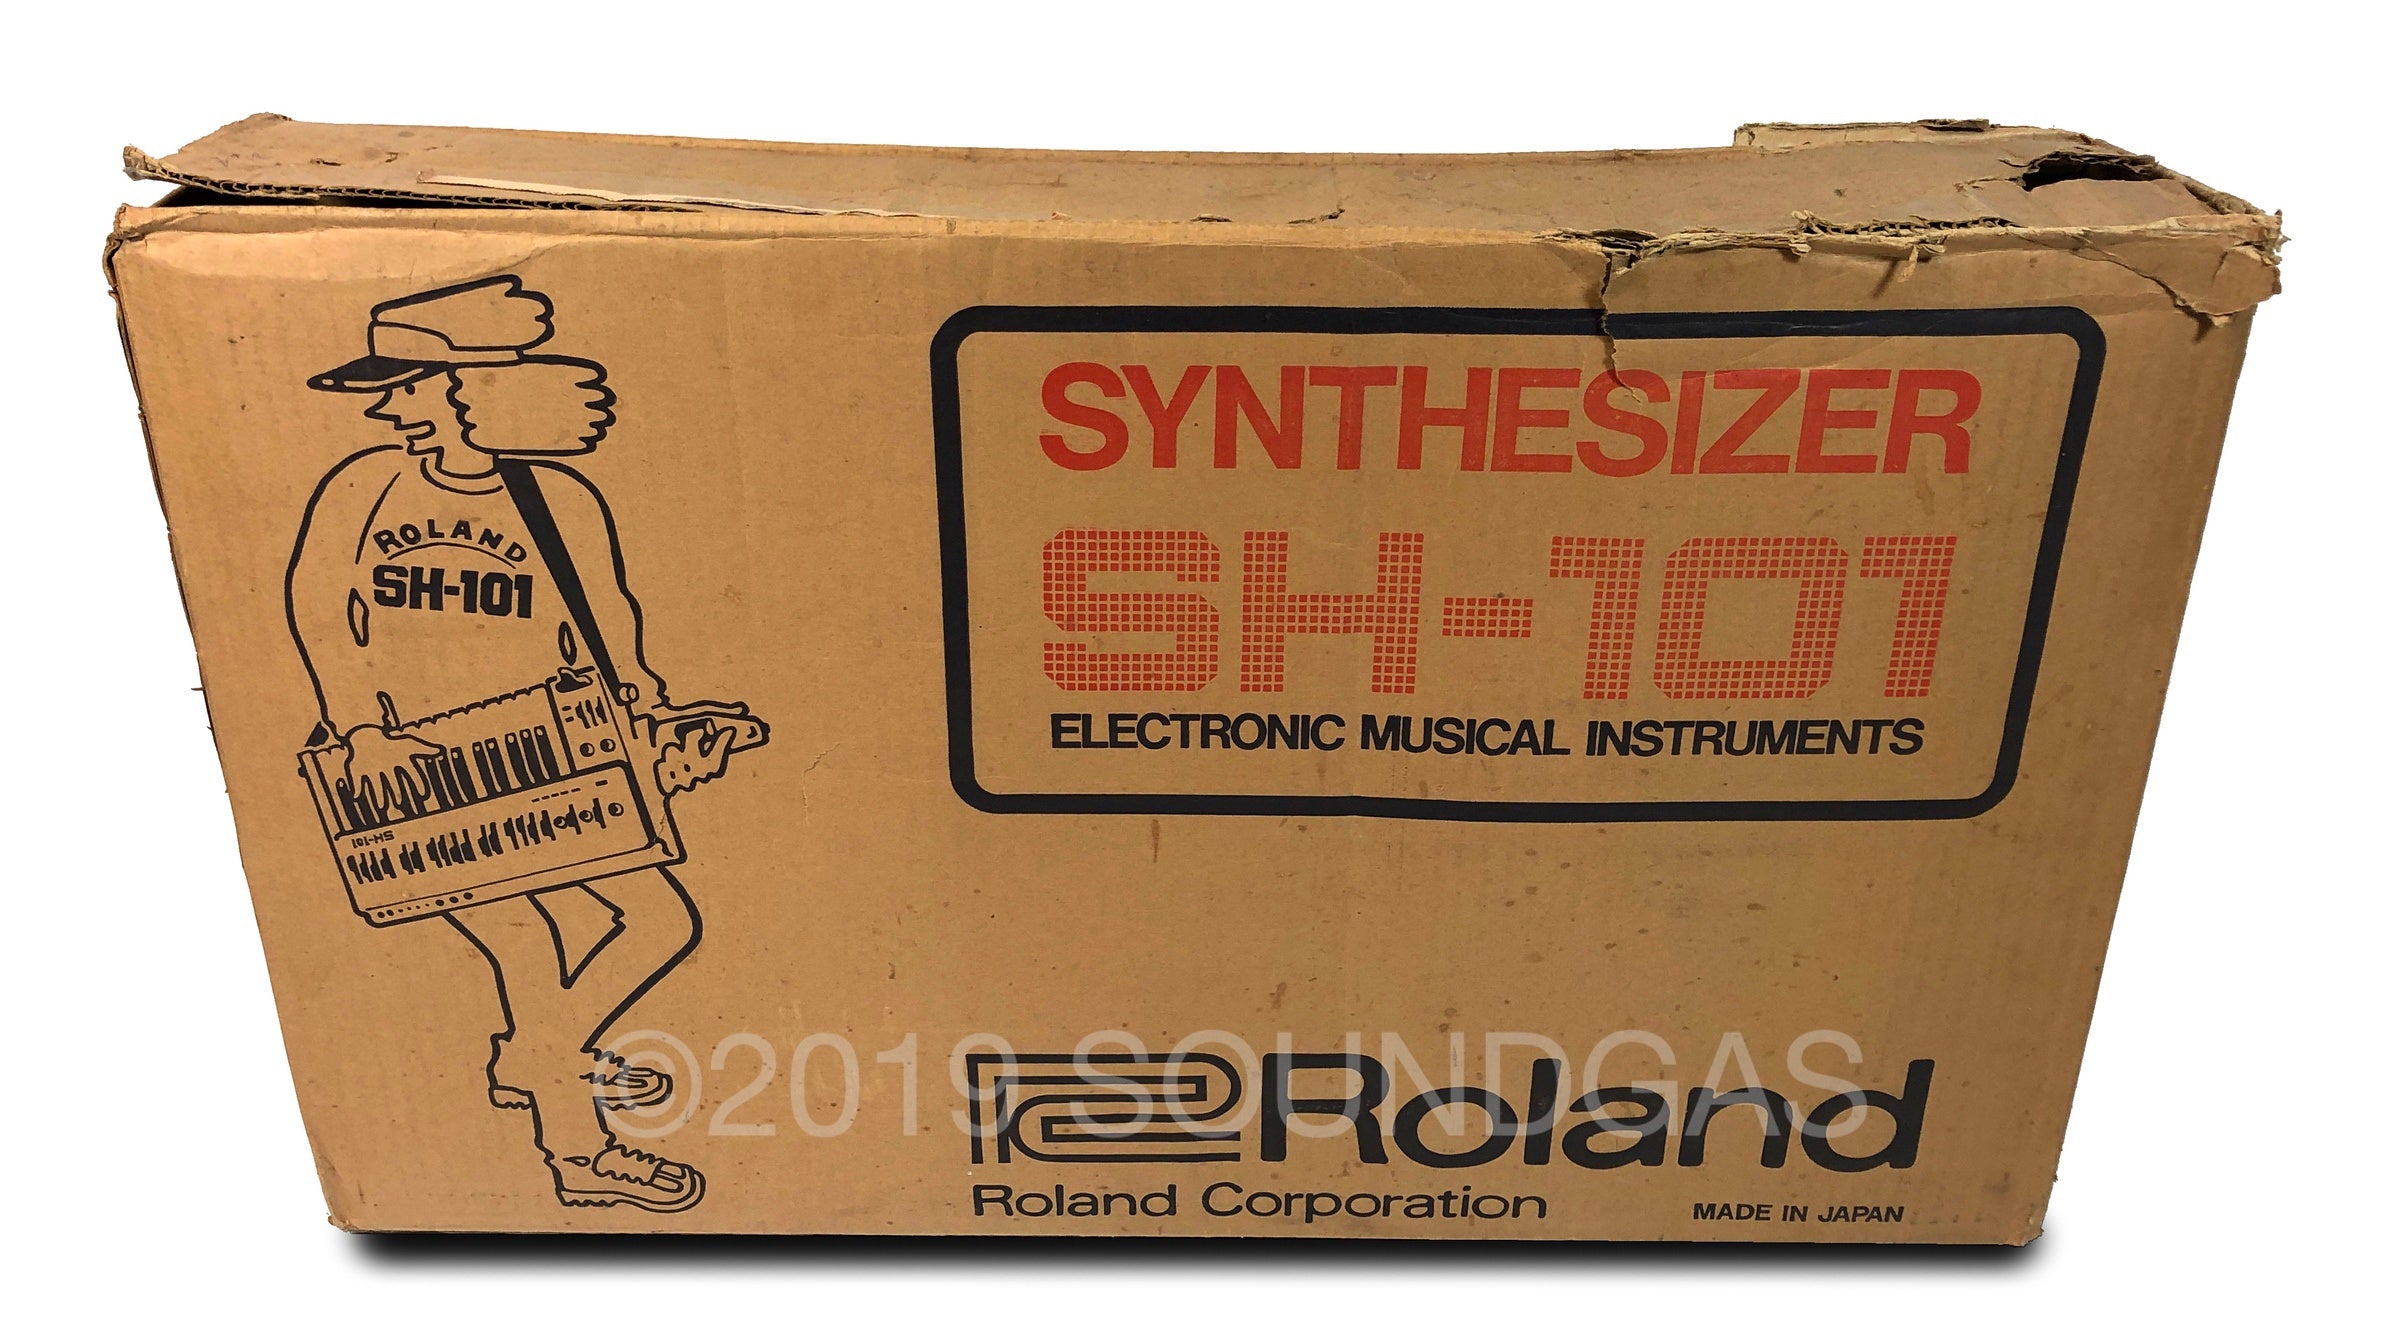 ROLAND
SH-101
SH-101
SYNTHESIZER
SH-101
ELECTRONIC MUSICAL INSTRUMENTS
©2019 SOUNDGAS
Roland
Roland Corporation
MADE IN JAPAN